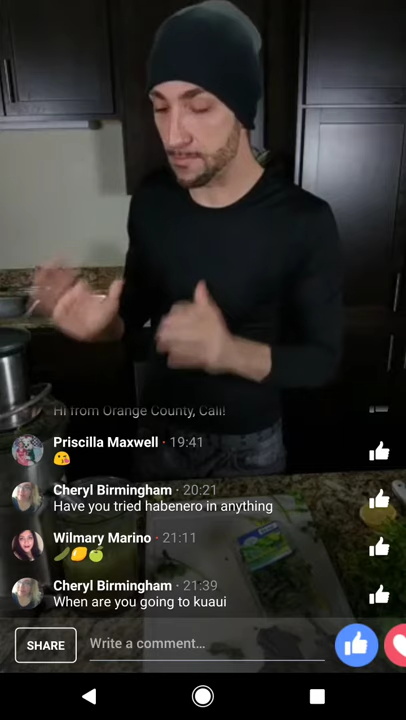 Hi from Orange County, Cali!
Priscilla Maxwell · 19:41
😘
Cheryl Birmingham · 20:21
Have you tried habenero in anything
Wilmary Marino · 21:11
🥒🍋🍏
Cheryl Birmingham · 21:39
When are you going to kuaui
SHARE
Write a comment...